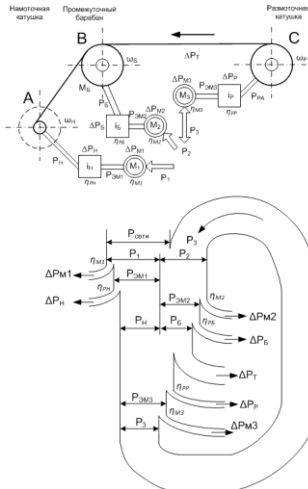 Намоточная катушка
Промежуточный барабан
Размоточная катушка
B
C
A
ωБ
ΔPТ
ωР
ωН
MБ
PБ
ΔPБ
iБ
ηРБ
PЭМ2
ΔPМ2
M2
ηМ2
P2
ΔPМ3
M3
ηМ3
PЭМ3
P3
ΔPР
iР
ηРР
PРА
PН
ΔPН
iН
ηРН
PЭМ1
ΔPМ1
M1
ηМ1
P1
Pсети
P3
P1
P2
ηМ1
ΔPм1
ηРН
PЭМ1
ΔPН
PЭМ2
ηМ2
ΔPм2
PН
PБ
ηРБ
ΔPБ
ΔPТ
ηРР
PЭМ3
ΔPР
ηМ3
P3
ΔPм3